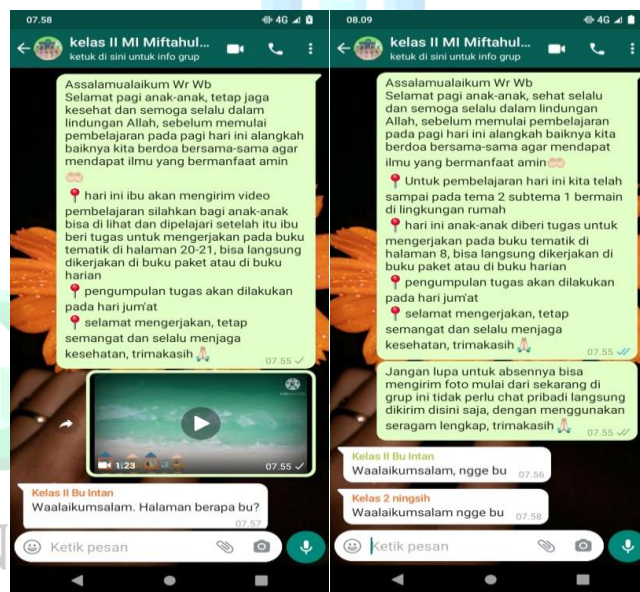 07.58
4G
kelas II MI Miftahul...
ketuk di sini untuk info grup
Assalamualaikum Wr Wb
Selamat pagi anak-anak, tetap jaga
kesehat dan semoga selalu dalam
lindungan Allah, sebelum memulai
pembelajaran pada pagi hari ini alangkah
baiknya kita berdoa bersama-sama agar
mendapat ilmu yang bermanfaat amin
🤲🏻
📍 hari ini ibu akan mengirim video
pembelajaran silahkan bagi anak-anak
bisa di lihat dan dipelajari setelah itu ibu
beri tugas untuk mengerjakan pada buku
tematik di halaman 20-21, bisa langsung
dikerjakan di buku paket atau di buku
harian
📍 pengumpulan tugas akan dilakukan
pada hari jum'at
📍 selamat mengerjakan, tetap
semangat dan selalu menjaga
kesehatan, trimakasih 🙏🏻
07.55
1:23
07.55
Kelas II Bu Intan
Waalaikumsalam. Halaman berapa bu?
07.57
Ketik pesan
08.09
4G
kelas II MI Miftahul...
ketuk di sini untuk info grup
Assalamualaikum Wr Wb
Selamat pagi anak-anak, sehat selalu
dan semoga selalu dalam lindungan
Allah, sebelum memulai pembelajaran
pada pagi hari ini alangkah baiknya kita
berdoa bersama-sama agar mendapat
ilmu yang bermanfaat amin🤲🏻
📍 Untuk pembelajaran hari ini kita telah
sampai pada tema 2 subtema 1 bermain
di lingkungan rumah
📍 hari ini anak-anak diberi tugas untuk
mengerjakan pada buku tematik di
halaman 8, bisa langsung dikerjakan di
buku paket atau di buku harian
📍 pengumpulan tugas akan dilakukan
pada hari jum'at
📍 selamat mengerjakan, tetap
semangat dan selalu menjaga
kesehatan, trimakasih 🙏🏻
07.55
Jangan lupa untuk absennya bisa
mengirim foto mulai dari sekarang di
grup ini tidak perlu chat pribadi langsung
dikirim disini saja, dengan menggunakan
seragam lengkap, trimakasih 🙏🏻
07.55
Kelas II Bu Intan
Waalaikumsalam, ngge bu 07.56
Kelas 2 ningsih
Waalaikumsalam ngge bu 07.58
Ketik pesan